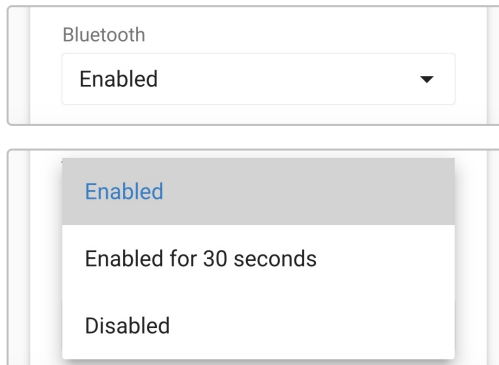 Bluetooth
Enabled
Enabled
Enabled for 30 seconds
Disabled